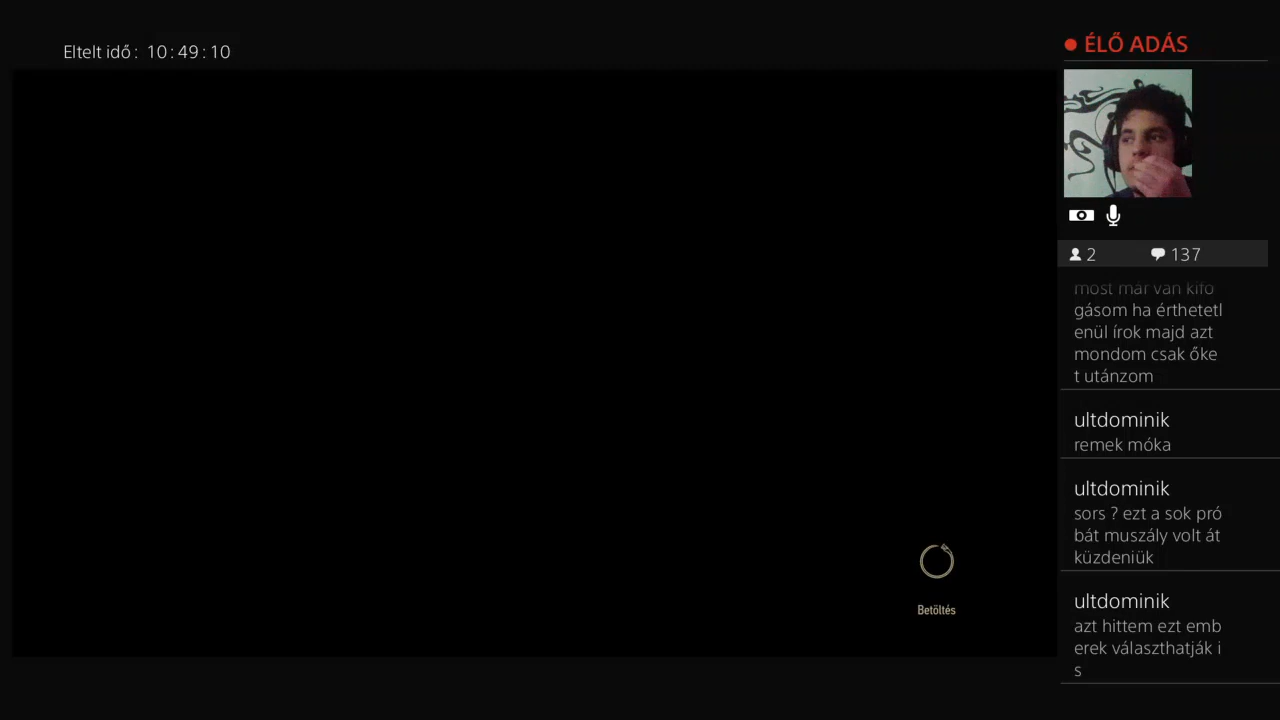 Eltelt idő: 10:49:10
ÉLŐ ADÁS
2 137
most már van kifo
gásom ha érthetetl
enül írok majd azt
mondom csak őke
t utánzom
ultdominik
remek móka
ultdominik
sors ? ezt a sok pró
bát muszály volt át
küzdeniük
Betöltés
ultdominik
azt hittem ezt emb
erek választhatják i
s